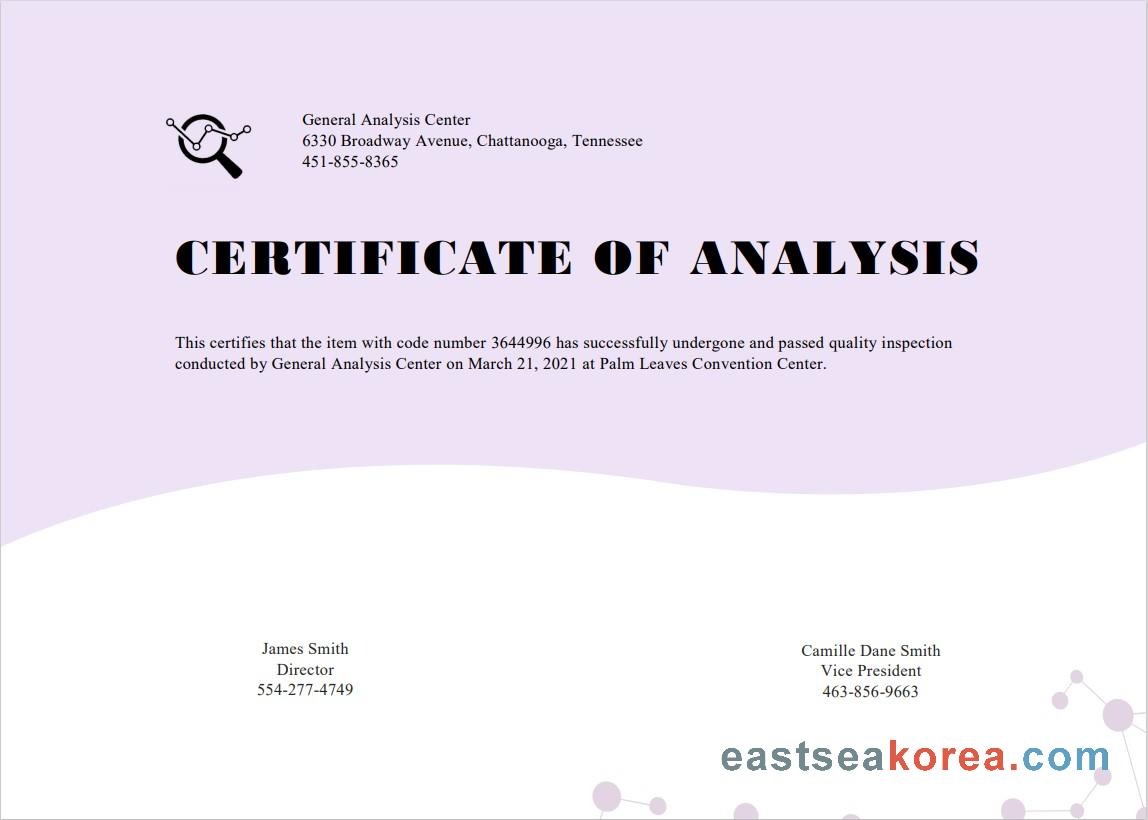 General Analysis Center
6330 Broadway Avenue, Chattanooga, Tennessee
451-855-8365
CERTIFICATE OF ANALYSIS
This certifies that the item with code number 3644996 has successfully undergone and passed quality inspection
conducted by General Analysis Center on March 21, 2021 at Palm Leaves Convention Center.
James Smith
Director
554-277-4749
Camille Dane Smith
Vice President
463-856-9663
eastseakorea.com